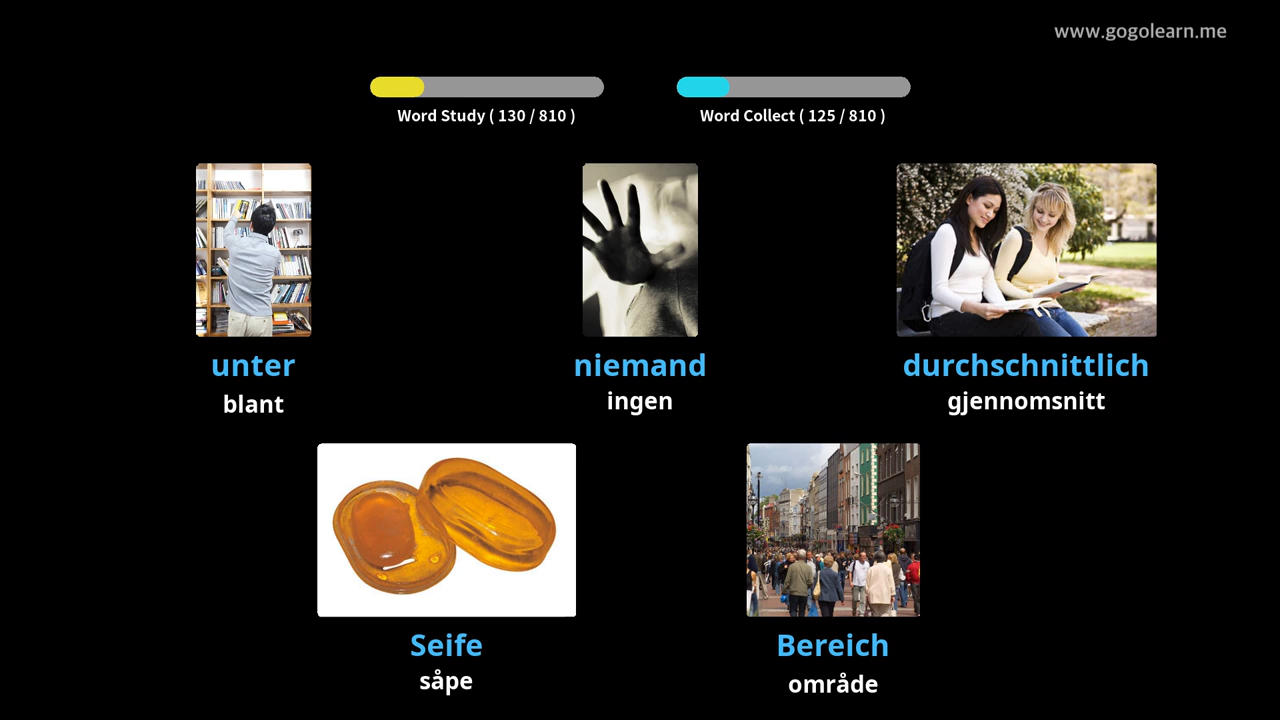 www.gogolearn.me
Word Study ( 130 / 810 )
Word Collect ( 125 / 810 )
unter
blant
niemand
ingen
durchschnittlich
gjennomsnitt
Seife
såpe
Bereich
område